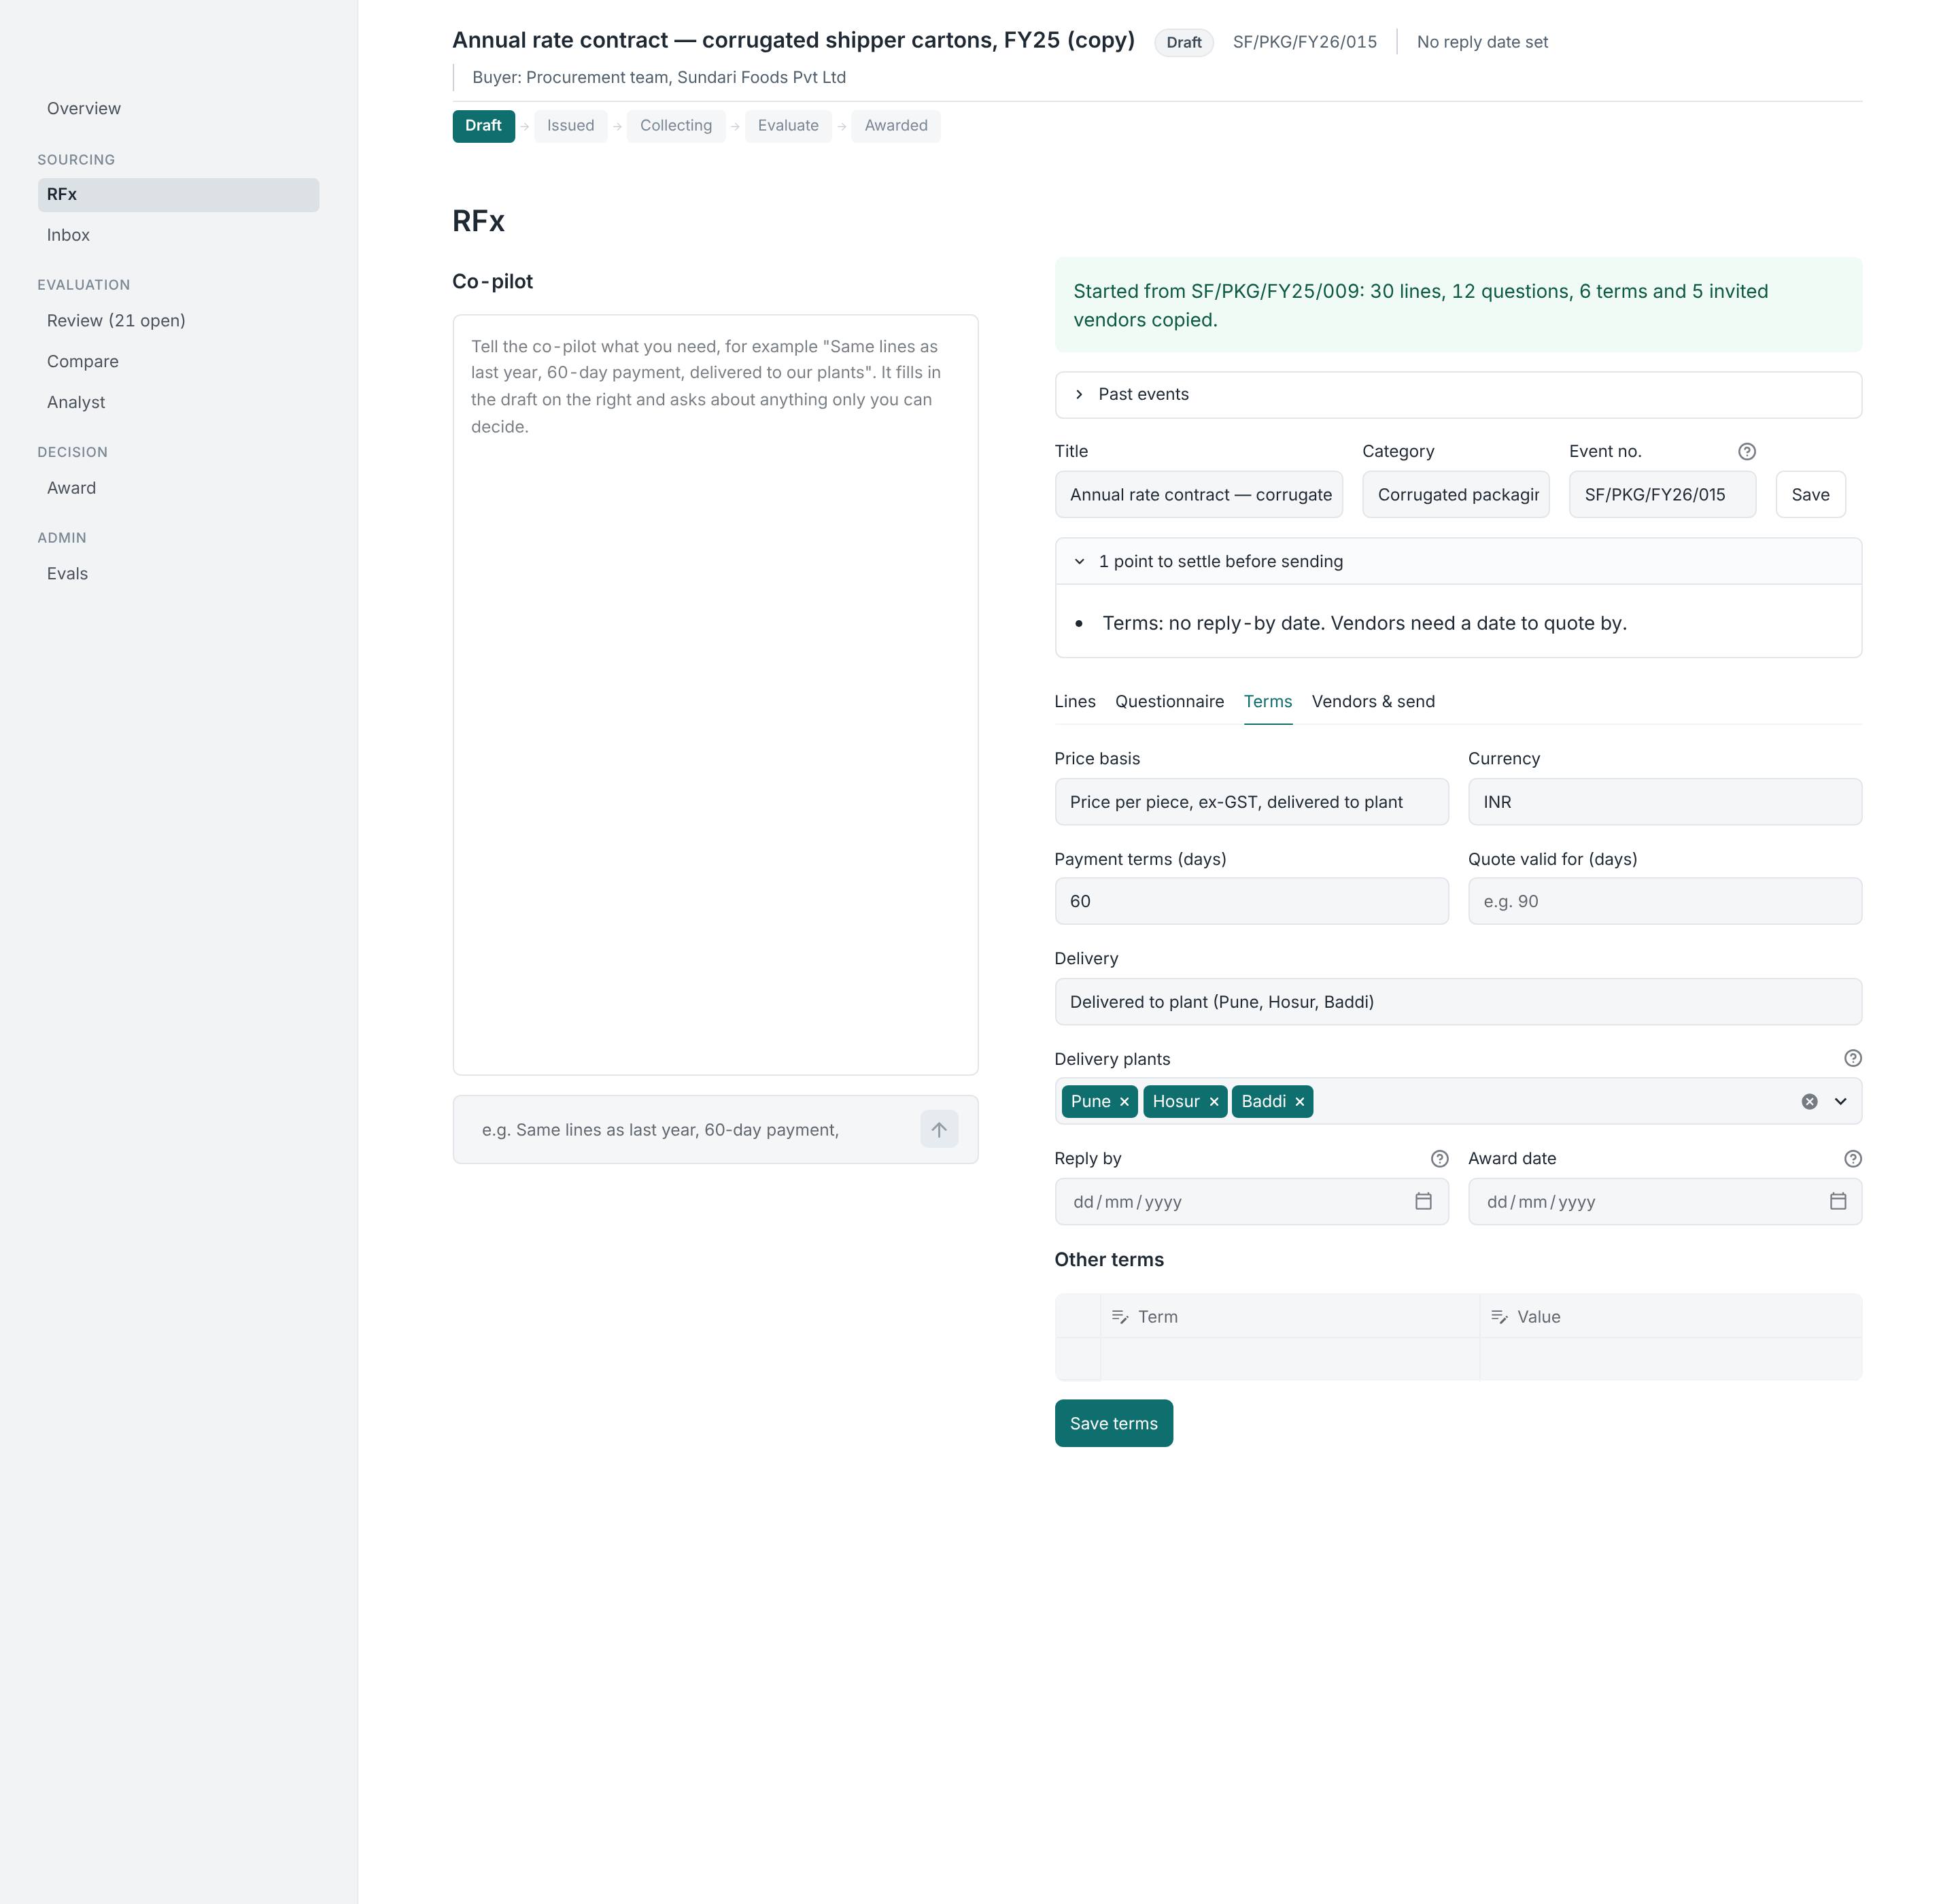 Overview
SOURCING
RFx
Inbox
EVALUATION
Review (21 open)
Compare
Analyst
DECISION
Award
ADMIN
Evals
Annual rate contract — corrugated shipper cartons, FY25 (copy) Draft SF/PKG/FY26/015 No reply date set
Buyer: Procurement team, Sundari Foods Pvt Ltd
Draft → Issued → Collecting → Evaluate → Awarded
RFx
Co-pilot
Tell the co-pilot what you need, for example "Same lines as
last year, 60-day payment, delivered to our plants". It fills in
the draft on the right and asks about anything only you can
decide.
e.g. Same lines as last year, 60-day payment,
Started from SF/PKG/FY25/009: 30 lines, 12 questions, 6 terms and 5 invited
vendors copied.
Past events
Title Category Event no.
Annual rate contract — corrugate Corrugated packagin SF/PKG/FY26/015 Save
1 point to settle before sending
• Terms: no reply-by date. Vendors need a date to quote by.
Lines Questionnaire Terms Vendors & send
Price basis Currency
Price per piece, ex-GST, delivered to plant INR
Payment terms (days) Quote valid for (days)
60 e.g. 90
Delivery
Delivered to plant (Pune, Hosur, Baddi)
Delivery plants
Pune × Hosur × Baddi ×
Reply by Award date
dd/mm/yyyy dd/mm/yyyy
Other terms
Term Value
Save terms